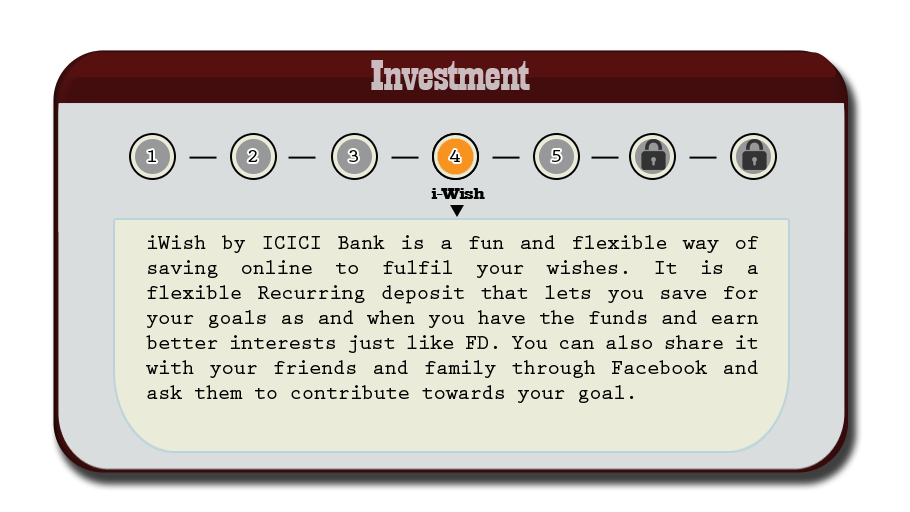 Investment
1 2 3 4 5
i-Wish
iWish by ICICI Bank is a fun and flexible way of
saving online to fulfil your wishes. It is a
flexible Recurring deposit that lets you save for
your goals as and when you have the funds and earn
better interests just like FD. You can also share it
with your friends and family through Facebook and
ask them to contribute towards your goal.